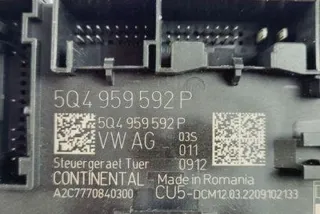 5Q4 959 592 P
5Q4 959 592 P
VW AG 03S
011
Steuergerael Tuer 0912
CONTINENTAL - Made in Romania
A2C7770840300 CU5-DCM12.03.2209102133